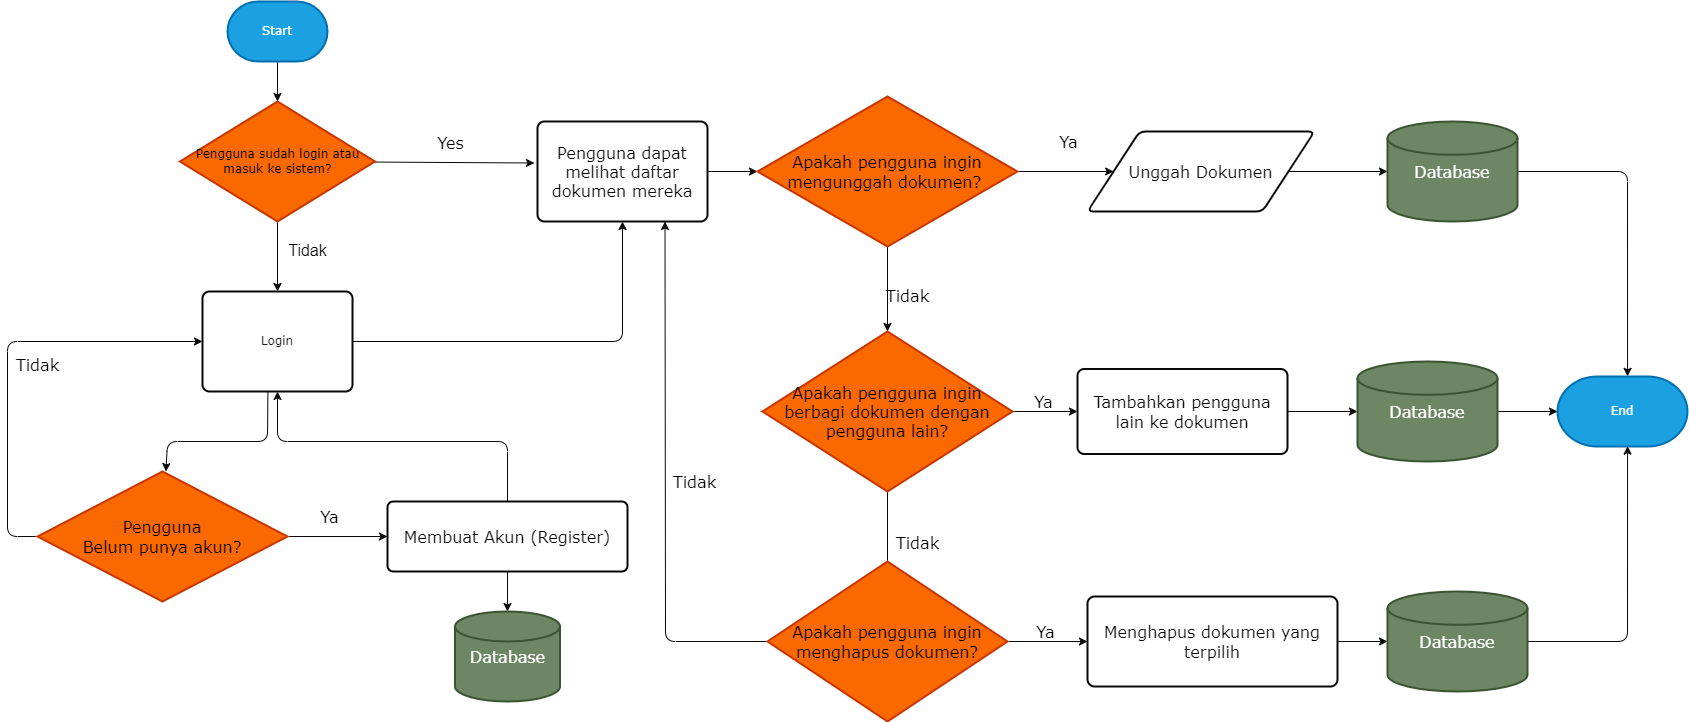 Start
Pengguna sudah login atau
masuk ke sistem?
Yes
Pengguna dapat
melihat daftar
dokumen mereka
Apakah pengguna ingin
mengunggah dokumen?
Ya
Unggah Dokumen
Database
Tidak
Tidak
Login
Tidak
Apakah pengguna ingin
berbagi dokumen dengan
pengguna lain?
Ya
Tambahkan pengguna
lain ke dokumen
Database
End
Pengguna
Belum punya akun?
Ya
Membuat Akun (Register)
Database
Tidak
Tidak
Apakah pengguna ingin
menghapus dokumen?
Ya
Menghapus dokumen yang
terpilih
Database